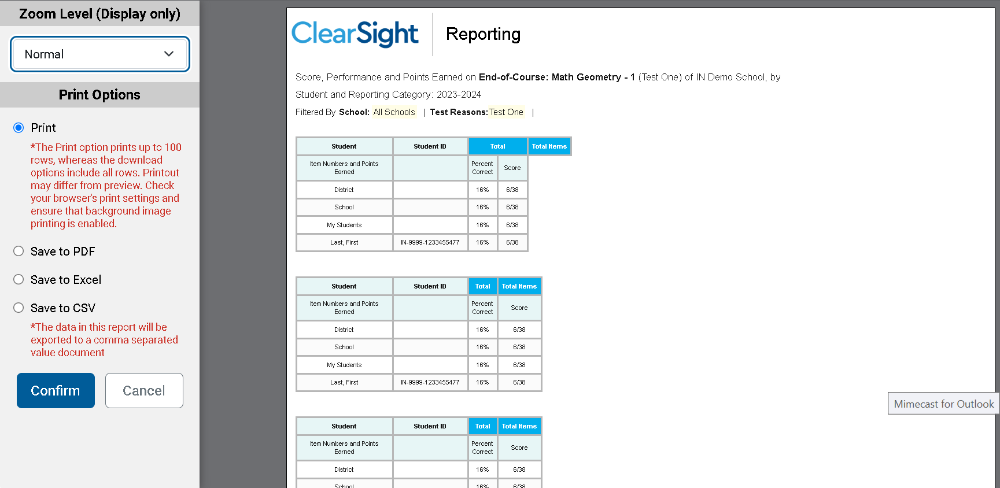 Zoom Level (Display only)
Normal
Print Options
Print
*The Print option prints up to 100
rows, whereas the download
options include all rows. Printout
may differ from preview. Check
your browser's print settings and
ensure that background image
printing is enabled.
Save to PDF
Save to Excel
Save to CSV
*The data in this report will be
exported to a comma separated
value document
Confirm Cancel
ClearSight Reporting
Score, Performance and Points Earned on End-of-Course: Math Geometry - 1 (Test One) of IN Demo School, by
Student and Reporting Category: 2023-2024
Filtered By School: All Schools | Test Reasons: Test One |
Student Student ID Total Total Items
Item Numbers and Points Earned Percent Correct Score
District 16% 6/38
School 16% 6/38
My Students 16% 6/38
Last, First IN-9999-1233455477 16% 6/38
Student Student ID Total Total Items
Item Numbers and Points Earned Percent Correct Score
District 16% 6/38
School 16% 6/38
My Students 16% 6/38
Last, First IN-9999-1233455477 16% 6/38
Student Student ID Total Total Items
Item Numbers and Points Earned Percent Correct Score
District 16% 6/38
School 16% 6/38
Mimecast for Outlook